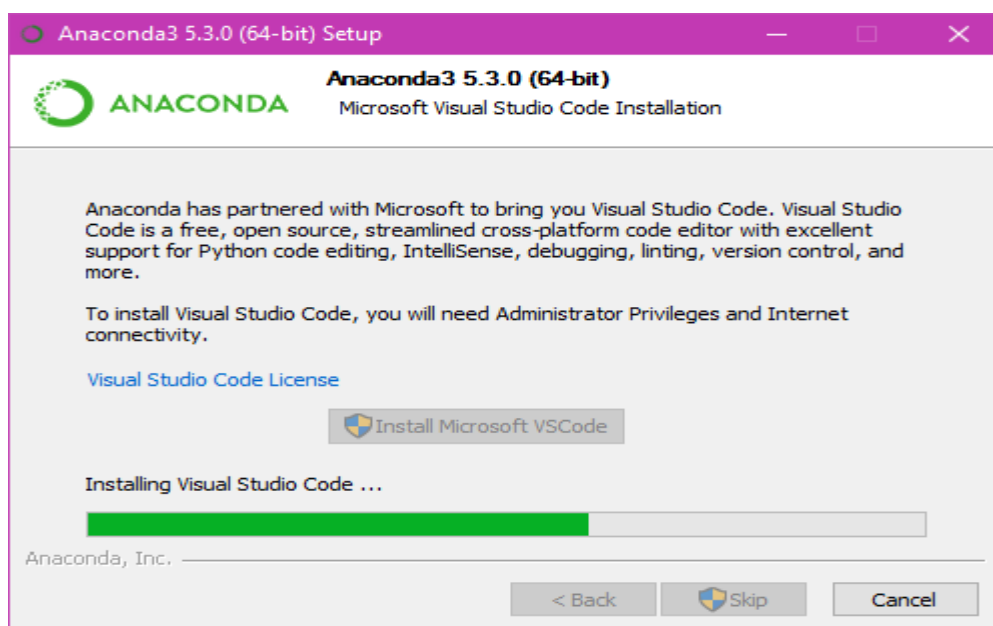 Anaconda3 5.3.0 (64-bit) Setup
Anaconda3 5.3.0 (64-bit)
ANACONDA
Microsoft Visual Studio Code Installation
Anaconda has partnered with Microsoft to bring you Visual Studio Code. Visual Studio
Code is a free, open source, streamlined cross-platform code editor with excellent
support for Python code editing, IntelliSense, debugging, linting, version control, and
more.
To install Visual Studio Code, you will need Administrator Privileges and Internet
connectivity.
Visual Studio Code License
Install Microsoft VSCode
Installing Visual Studio Code ...
Anaconda, Inc.
< Back
Skip
Cancel